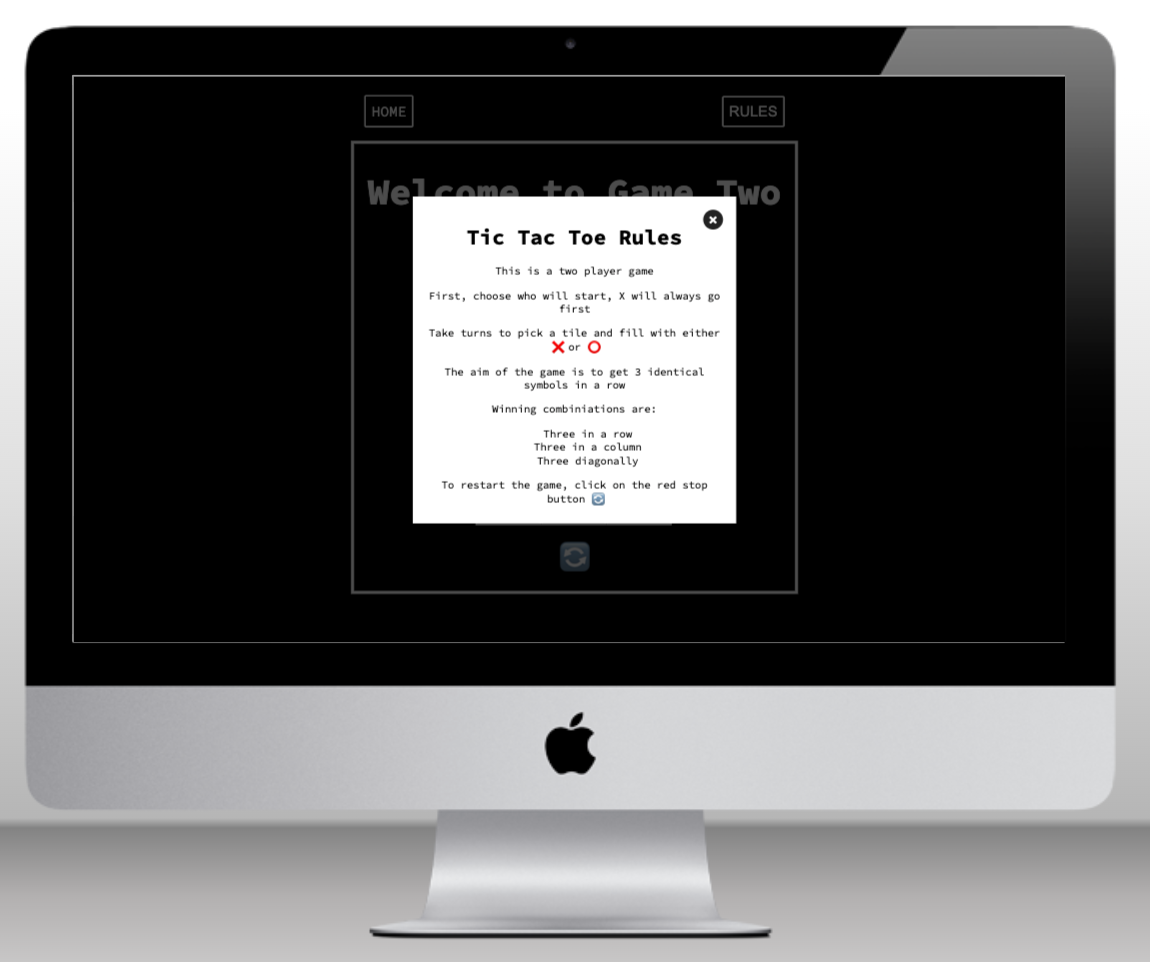 HOME RULES
Welcome to Game Two
Tic Tac Toe Rules
This is a two player game
First, choose who will start, X will always go
first
Take turns to pick a tile and fill with either
❌ or ⭕
The aim of the game is to get 3 identical
symbols in a row
Winning combiniations are:
Three in a row
Three in a column
Three diagonally
To restart the game, click on the red stop
button 🔄